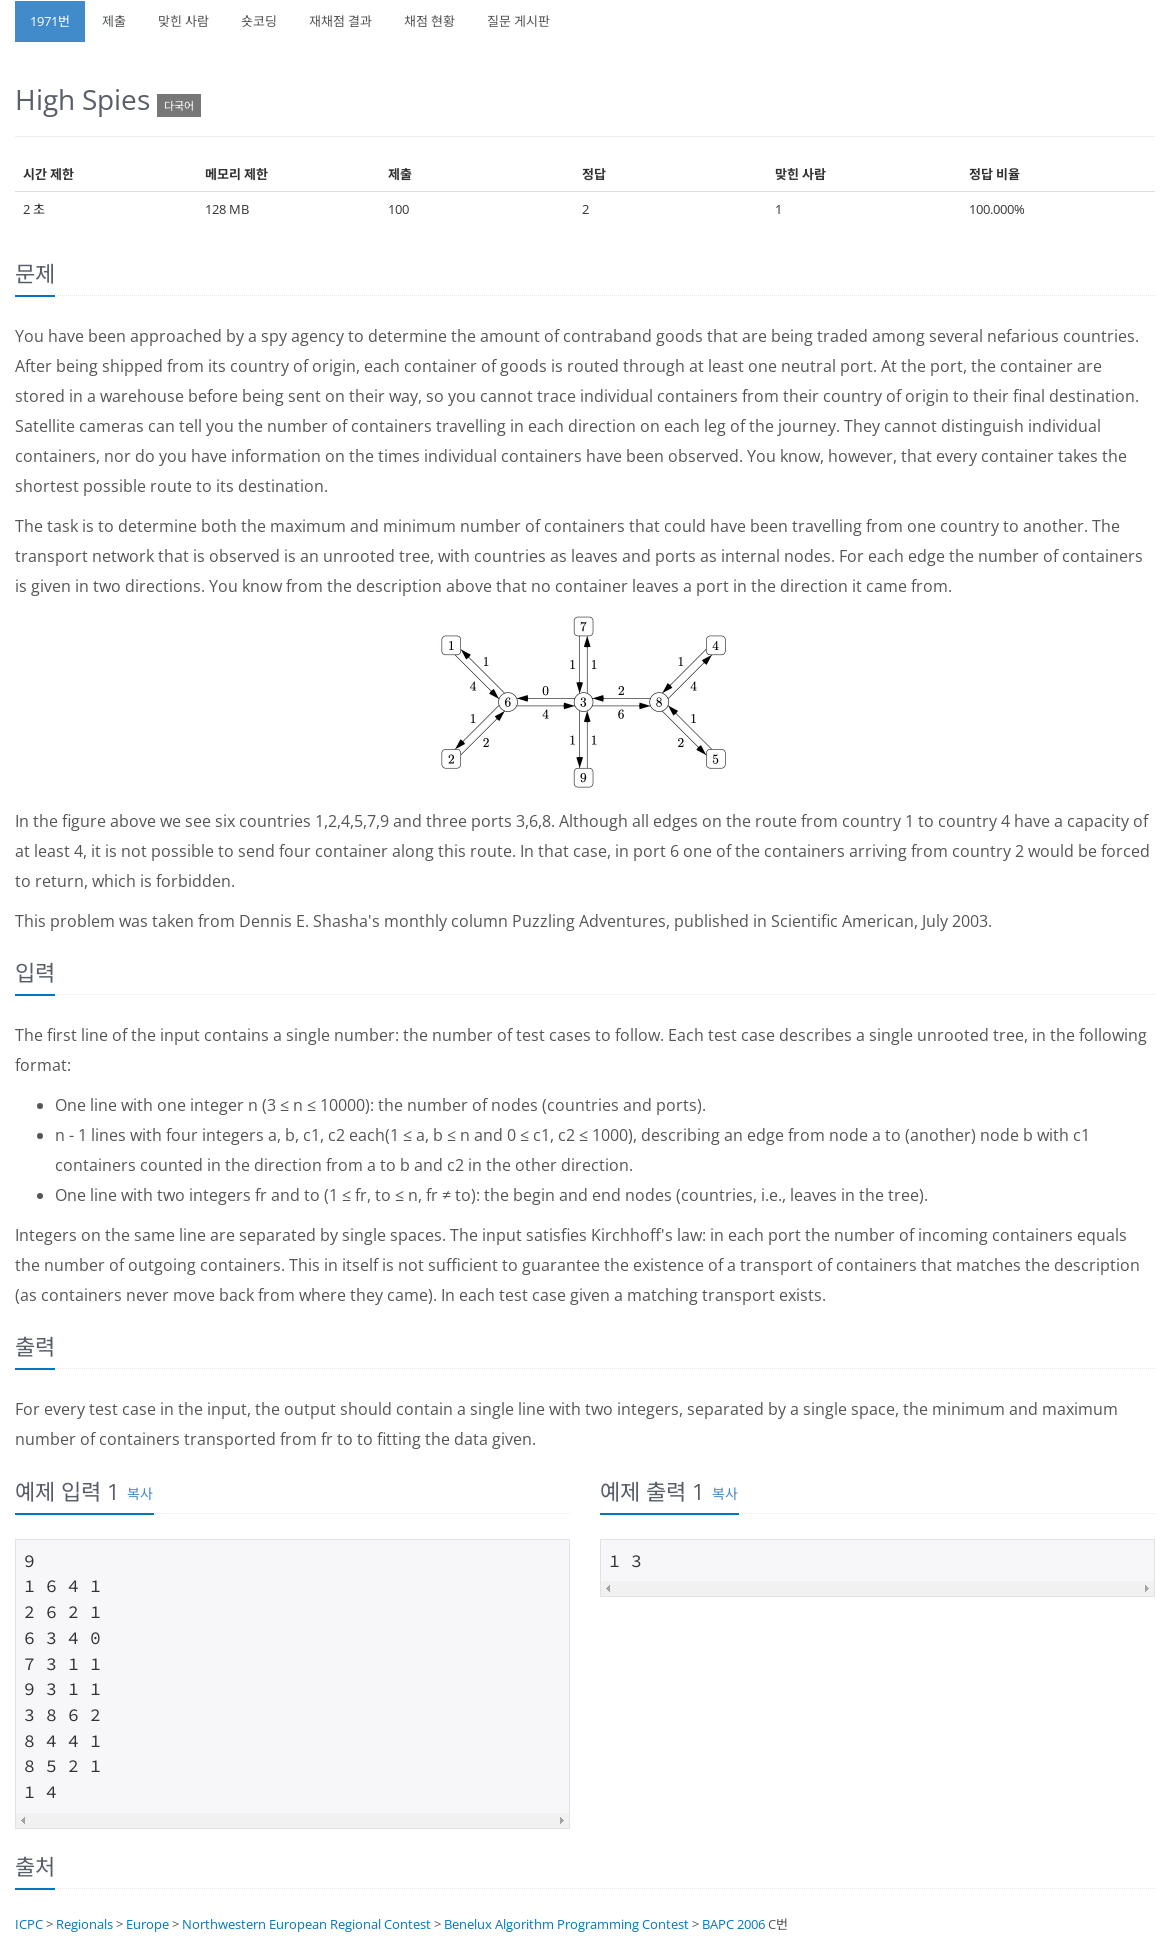 1971번 제출 맞힌 사람 숏코딩 재채점 결과 채점 현황 질문 게시판
High Spies 다국어
시간 제한 메모리 제한 제출 정답 맞힌 사람 정답 비율
2 초 128 MB 100 2 1 100.000%
문제
You have been approached by a spy agency to determine the amount of contraband goods that are being traded among several nefarious countries.
After being shipped from its country of origin, each container of goods is routed through at least one neutral port. At the port, the container are
stored in a warehouse before being sent on their way, so you cannot trace individual containers from their country of origin to their final destination.
Satellite cameras can tell you the number of containers travelling in each direction on each leg of the journey. They cannot distinguish individual
containers, nor do you have information on the times individual containers have been observed. You know, however, that every container takes the
shortest possible route to its destination.
The task is to determine both the maximum and minimum number of containers that could have been travelling from one country to another. The
transport network that is observed is an unrooted tree, with countries as leaves and ports as internal nodes. For each edge the number of containers
is given in two directions. You know from the description above that no container leaves a port in the direction it came from.
7
1 4
1 1 1 1
4 4
0 2
6 3 8
4 6
1 1 1 1
2 2
2 5
9
In the figure above we see six countries 1,2,4,5,7,9 and three ports 3,6,8. Although all edges on the route from country 1 to country 4 have a capacity of
at least 4, it is not possible to send four container along this route. In that case, in port 6 one of the containers arriving from country 2 would be forced
to return, which is forbidden.
This problem was taken from Dennis E. Shasha's monthly column Puzzling Adventures, published in Scientific American, July 2003.
입력
The first line of the input contains a single number: the number of test cases to follow. Each test case describes a single unrooted tree, in the following
format:
• One line with one integer n (3 ≤ n ≤ 10000): the number of nodes (countries and ports).
• n - 1 lines with four integers a, b, c1, c2 each(1 ≤ a, b ≤ n and 0 ≤ c1, c2 ≤ 1000), describing an edge from node a to (another) node b with c1
containers counted in the direction from a to b and c2 in the other direction.
• One line with two integers fr and to (1 ≤ fr, to ≤ n, fr ≠ to): the begin and end nodes (countries, i.e., leaves in the tree).
Integers on the same line are separated by single spaces. The input satisfies Kirchhoff's law: in each port the number of incoming containers equals
the number of outgoing containers. This in itself is not sufficient to guarantee the existence of a transport of containers that matches the description
(as containers never move back from where they came). In each test case given a matching transport exists.
출력
For every test case in the input, the output should contain a single line with two integers, separated by a single space, the minimum and maximum
number of containers transported from fr to to fitting the data given.
예제 입력 1 복사
9
1 6 4 1
2 6 2 1
6 3 4 0
7 3 1 1
9 3 1 1
3 8 6 2
8 4 4 1
8 5 2 1
1 4
예제 출력 1 복사
1 3
출처
ICPC > Regionals > Europe > Northwestern European Regional Contest > Benelux Algorithm Programming Contest > BAPC 2006 C번